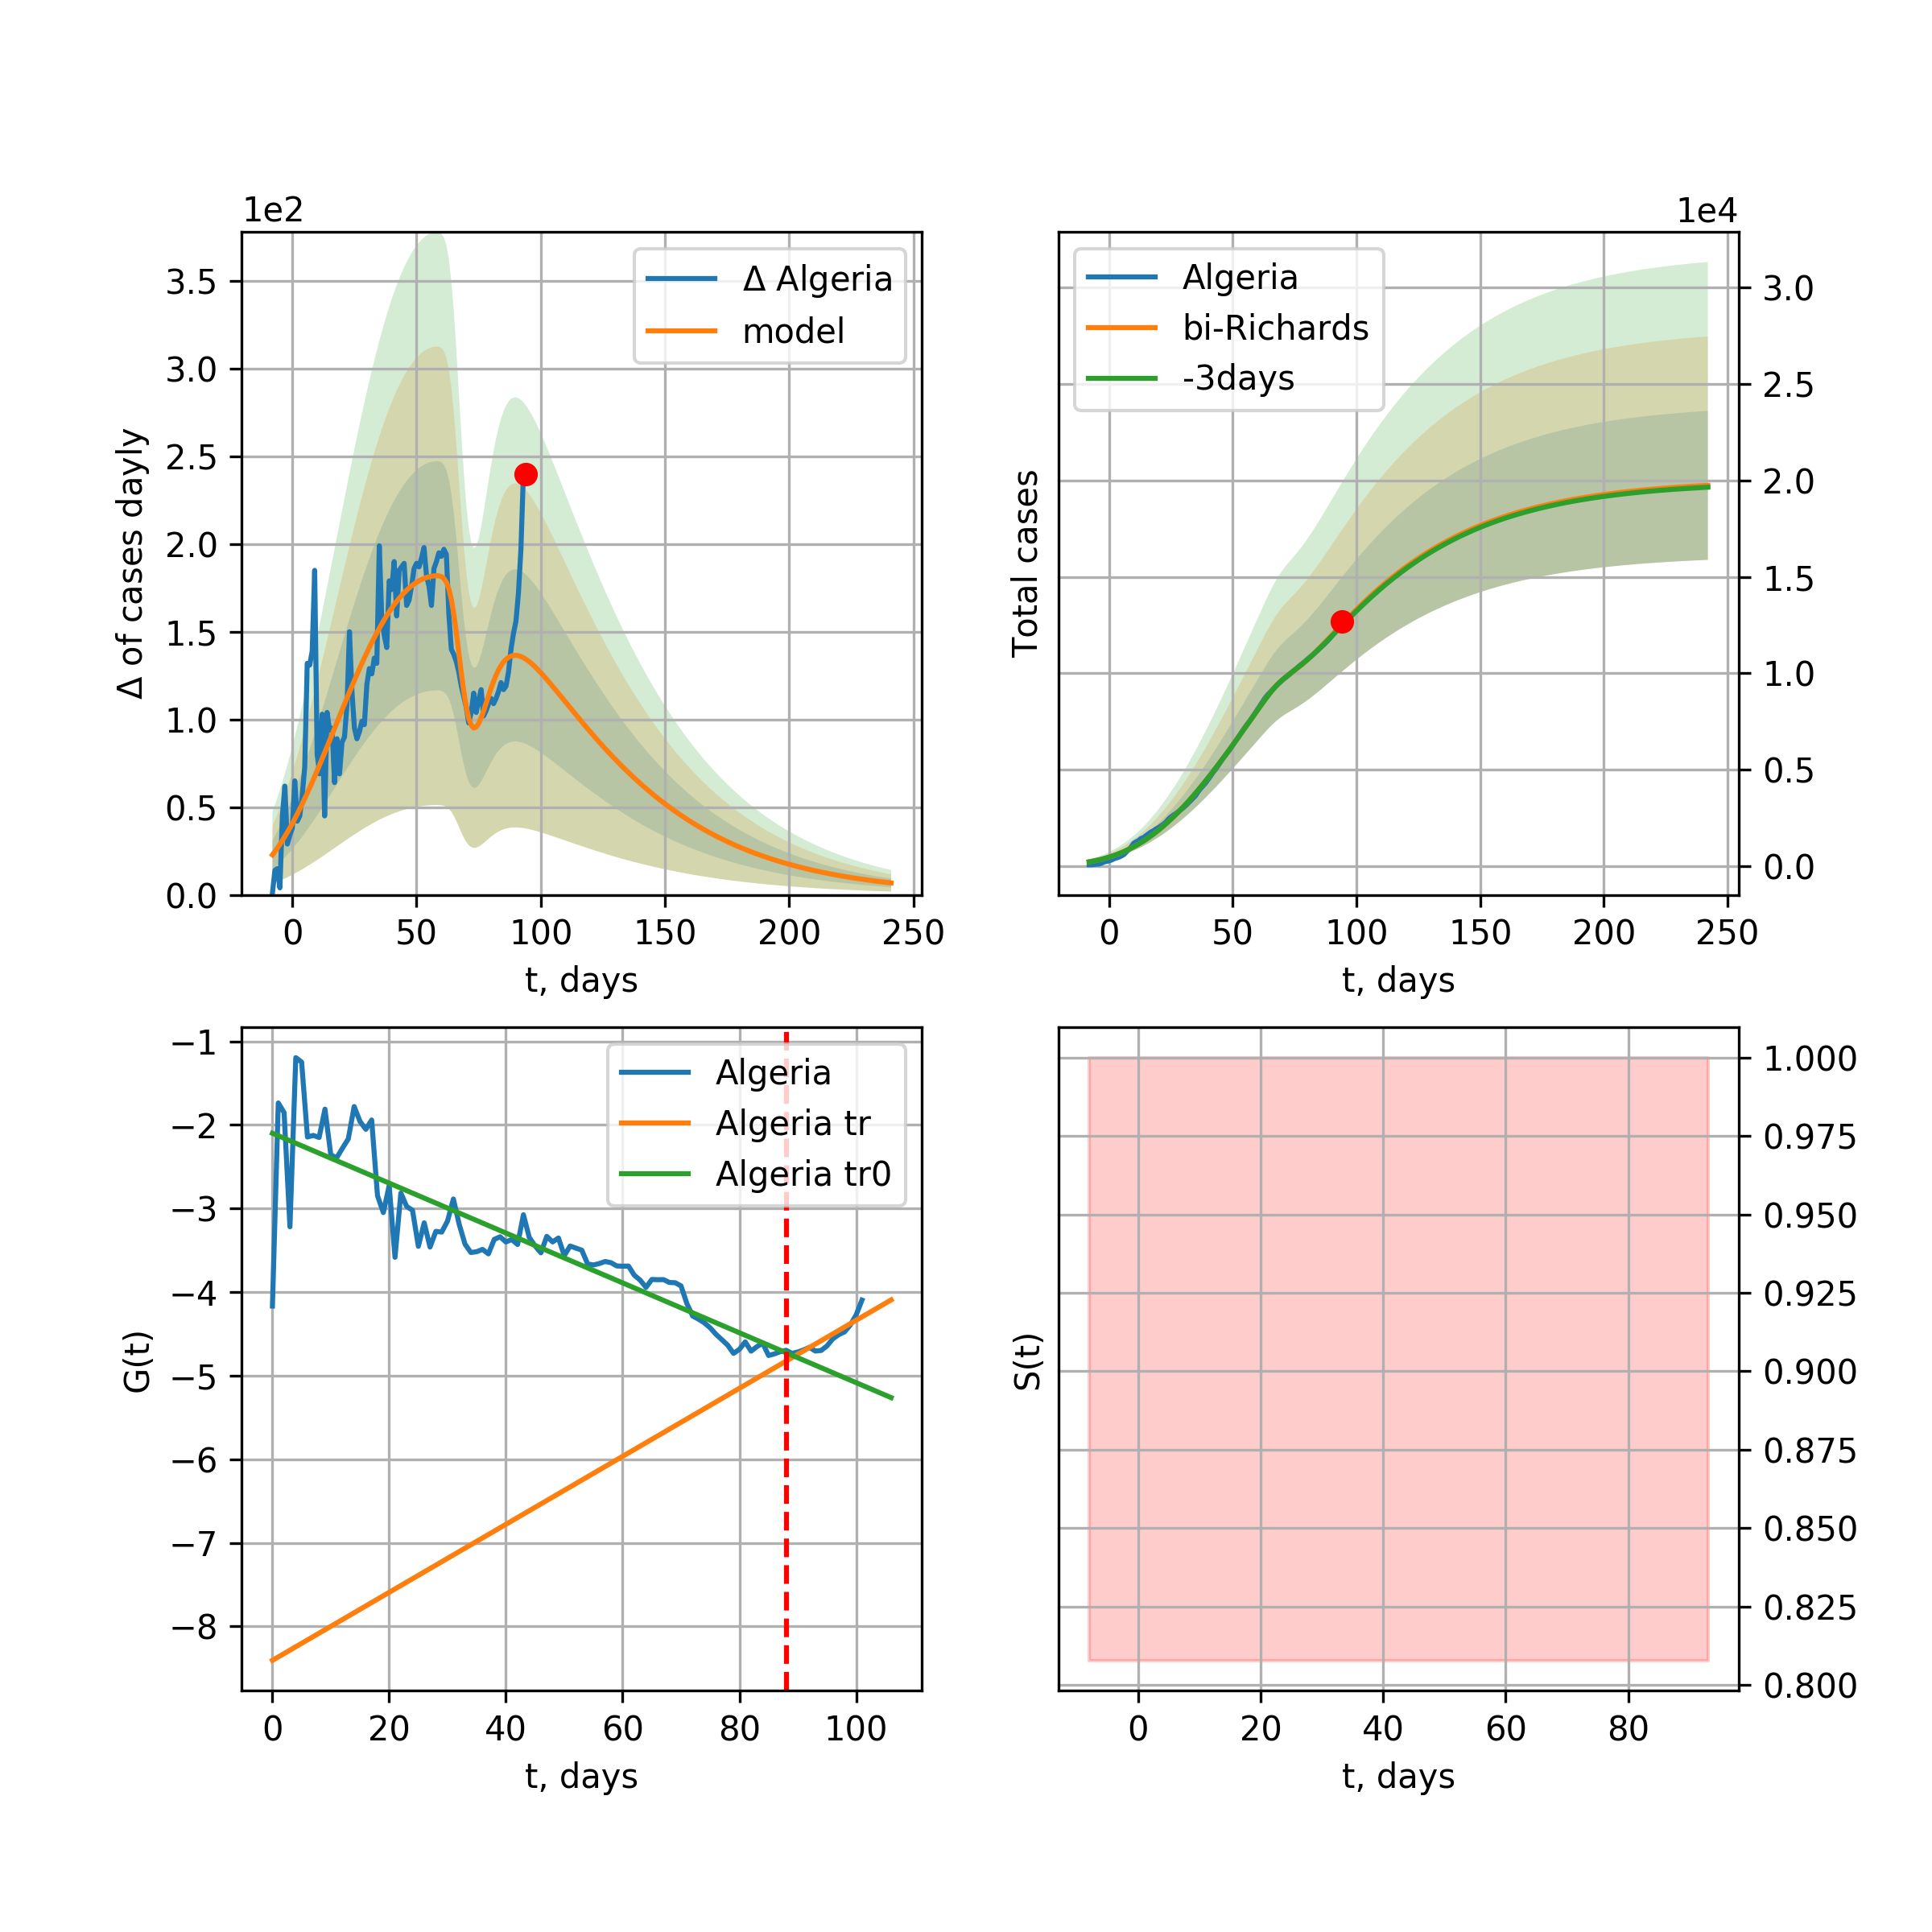 1e2
Δ of cases dayly
3.5
3.0
2.5
2.0
1.5
1.0
0.5
0.0
Δ Algeria
model
0 50 100 150 200 250
t, days
1e4
Total cases
Algeria
bi-Richards
-3days
3.0
2.5
2.0
1.5
1.0
0.5
0.0
0 50 100 150 200 250
t, days
G(t)
−1
−2
−3
−4
−5
−6
−7
−8
Algeria
Algeria tr
Algeria tr0
0 20 40 60 80 100
t, days
S(t)
1.000
0.975
0.950
0.925
0.900
0.875
0.850
0.825
0.800
0 20 40 60 80
t, days